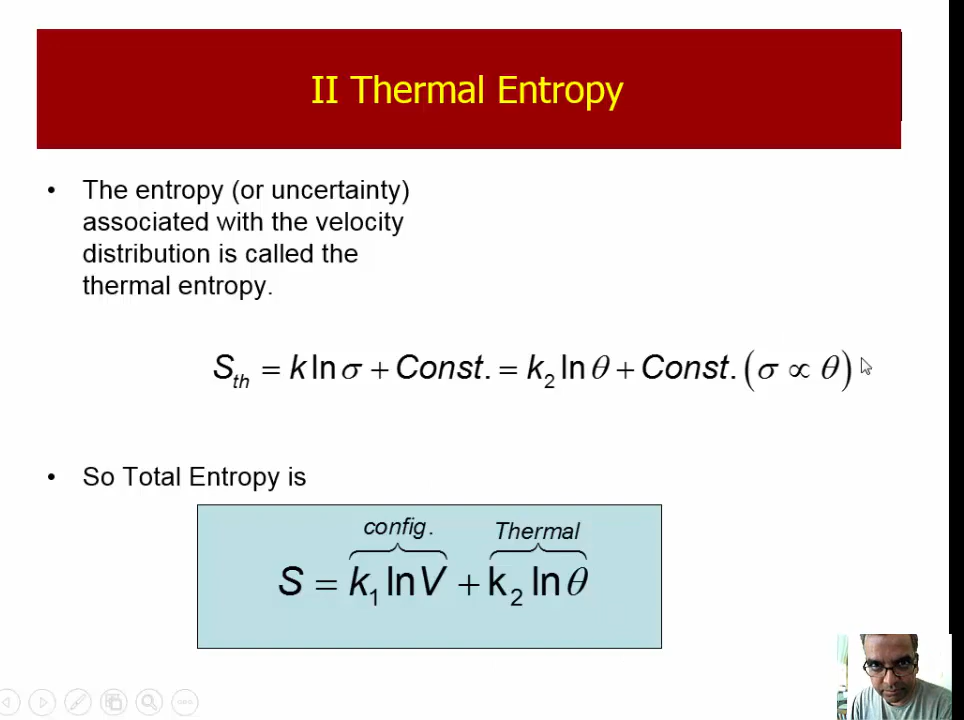 II Thermal Entropy
• The entropy (or uncertainty)
associated with the velocity
distribution is called the
thermal entropy.
S_th = k ln σ + Const. = k₂ ln θ + Const. (σ ∝ θ)
• So Total Entropy is
config. Thermal
S = k₁ ln V + k₂ ln θ